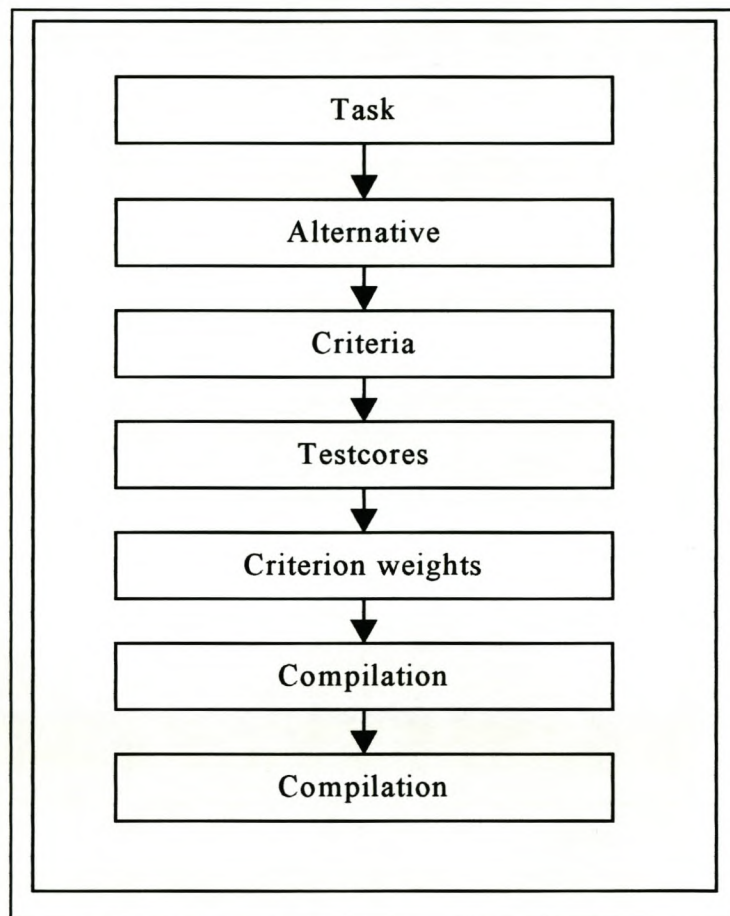 Task
Alternative
Criteria
Testcores
Criterion weights
Compilation
Compilation